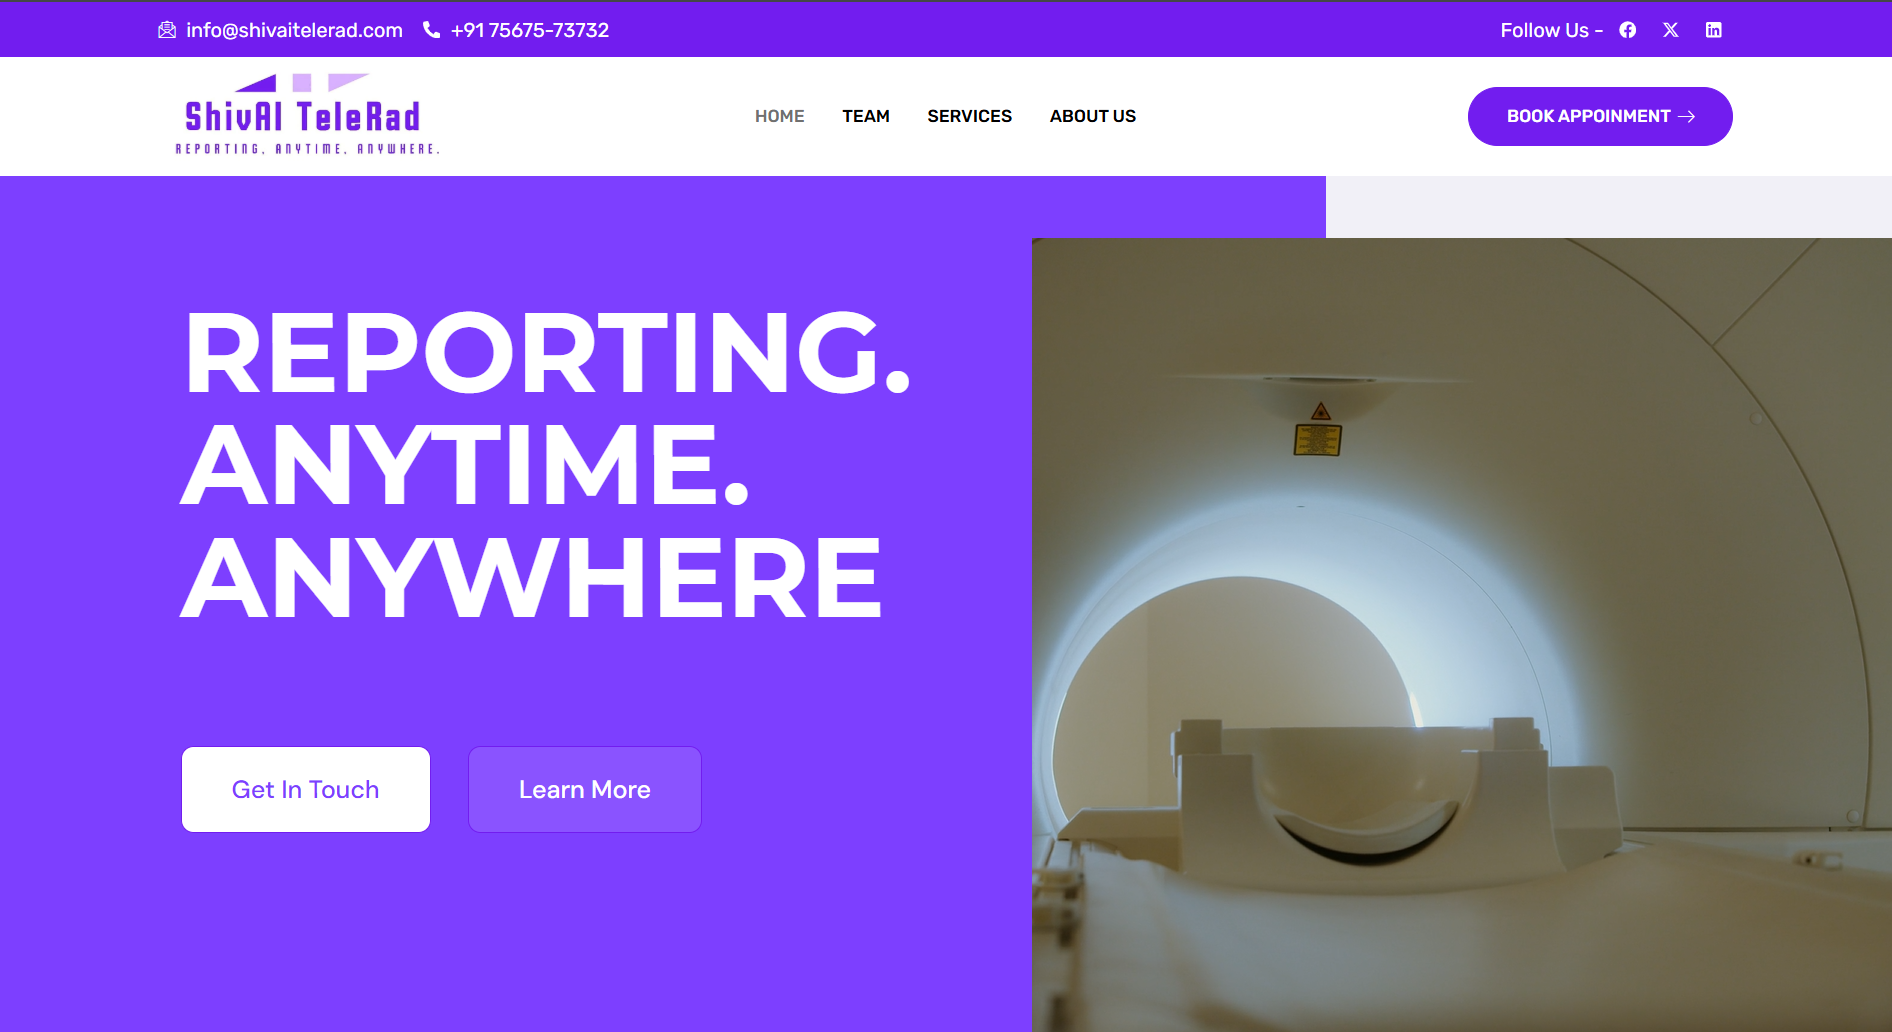 info@shivaitelerad.com +91 75675-73732 Follow Us -
ShivAI TeleRad
REPORTING. ANYTIME. ANYWHERE.
HOME TEAM SERVICES ABOUT US BOOK APPOINMENT
REPORTING.
ANYTIME.
ANYWHERE
Get In Touch Learn More